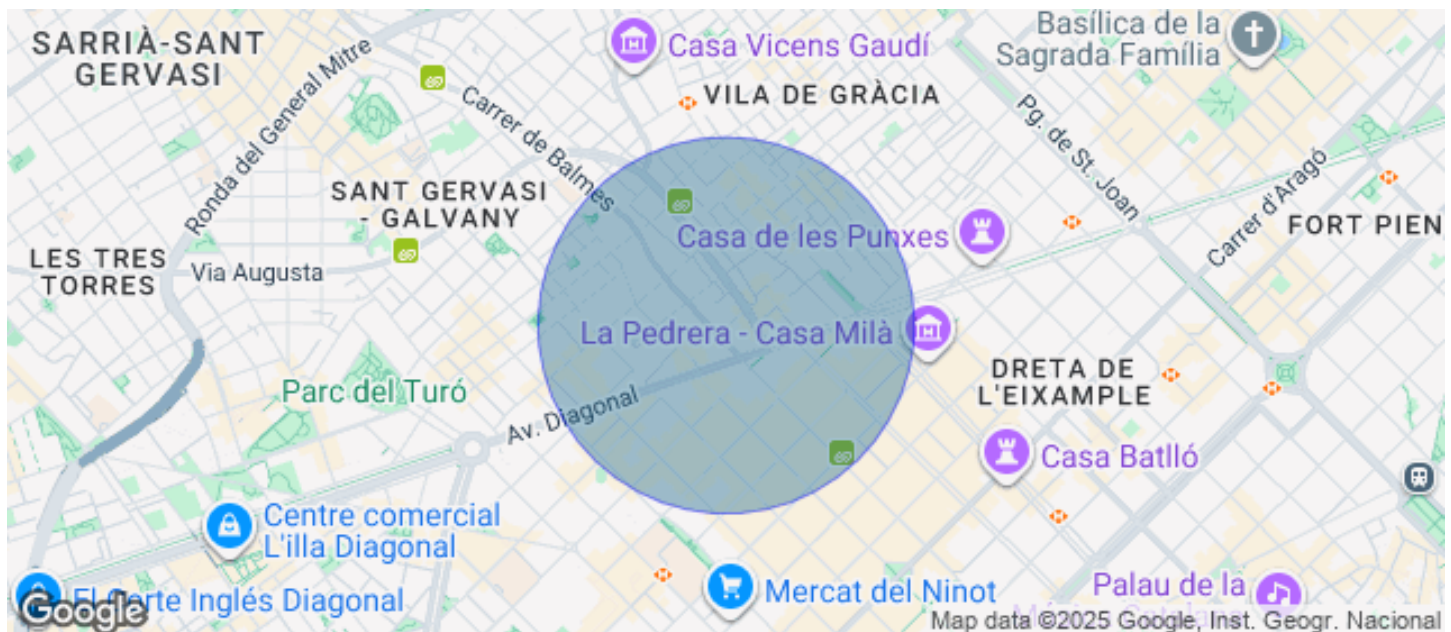 SARRIÀ-SANT
GERVASI
Ronda del General Mitre
Carrer de Balmes
Casa Vicens Gaudí
VILA DE GRÀCIA
Basílica de la
Sagrada Família
Pg. de St. Joan
Carrer d'Aragó
FORT PIEN
SANT GERVASI
- GALVANY
LES TRES
TORRES
Via Augusta
Casa de les Punxes
La Pedrera - Casa Milà
DRETA DE
L'EIXAMPLE
Parc del Turó
Av. Diagonal
Casa Batlló
Centre comercial
L'illa Diagonal
El Corte Inglés Diagonal
Mercat del Ninot
Palau de la
Google
Map data ©2025 Google, Inst. Geogr. Nacional